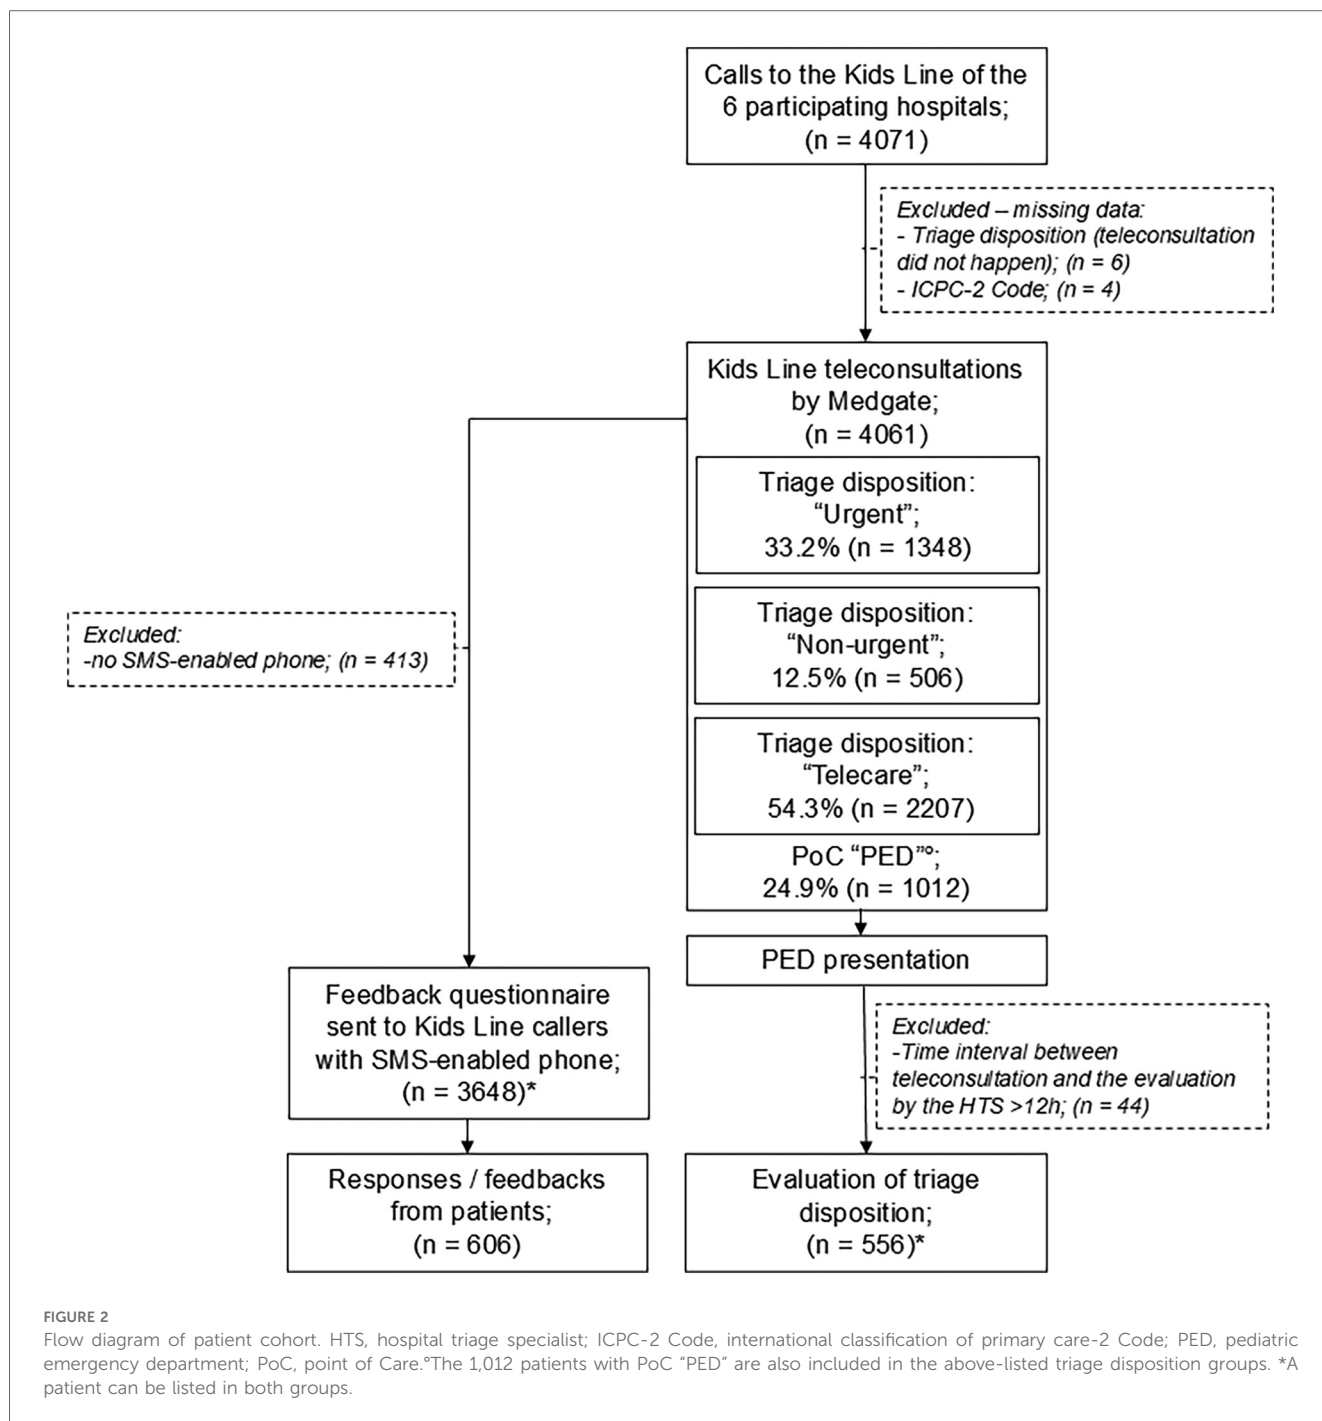 Calls to the Kids Line of the
6 participating hospitals;
(n = 4071)
Excluded – missing data:
- Triage disposition (teleconsultation
did not happen); (n = 6)
- ICPC-2 Code; (n = 4)
Kids Line teleconsultations
by Medgate;
(n = 4061)
Triage disposition:
“Urgent”;
33.2% (n = 1348)
Triage disposition:
“Non-urgent”;
12.5% (n = 506)
Triage disposition:
“Telecare”;
54.3% (n = 2207)
PoC “PED”°;
24.9% (n = 1012)
Excluded:
-no SMS-enabled phone; (n = 413)
PED presentation
Excluded:
-Time interval between
teleconsultation and the evaluation
by the HTS >12h; (n = 44)
Feedback questionnaire
sent to Kids Line callers
with SMS-enabled phone;
(n = 3648)*
Responses / feedbacks
from patients;
(n = 606)
Evaluation of triage
disposition;
(n = 556)*
FIGURE 2
Flow diagram of patient cohort. HTS, hospital triage specialist; ICPC-2 Code, international classification of primary care-2 Code; PED, pediatric
emergency department; PoC, point of Care.°The 1,012 patients with PoC “PED” are also included in the above-listed triage disposition groups. *A
patient can be listed in both groups.